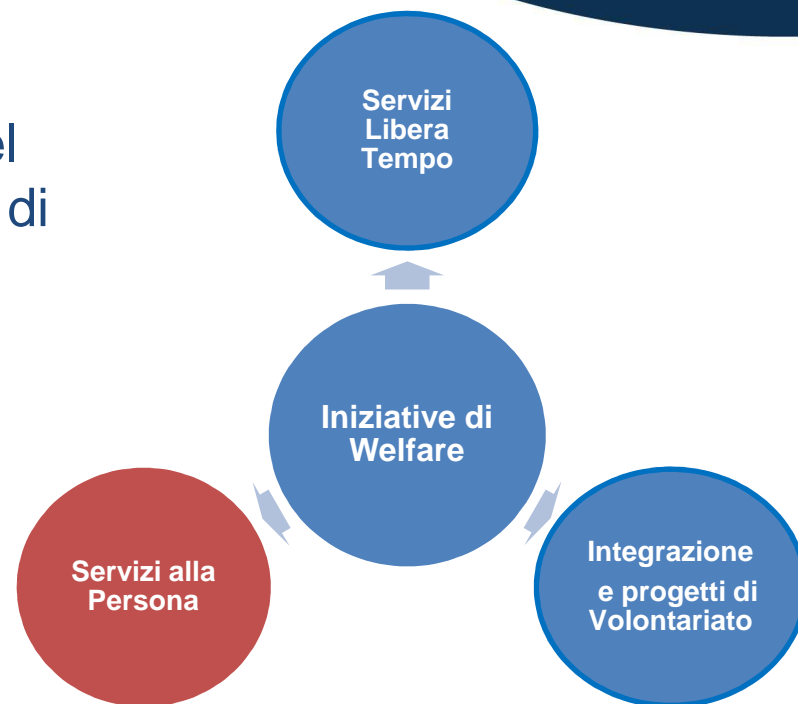 el
di
Servizi
Libera
Tempo
Iniziative di
Welfare
Servizi alla
Persona
Integrazione
e progetti di
Volontariato